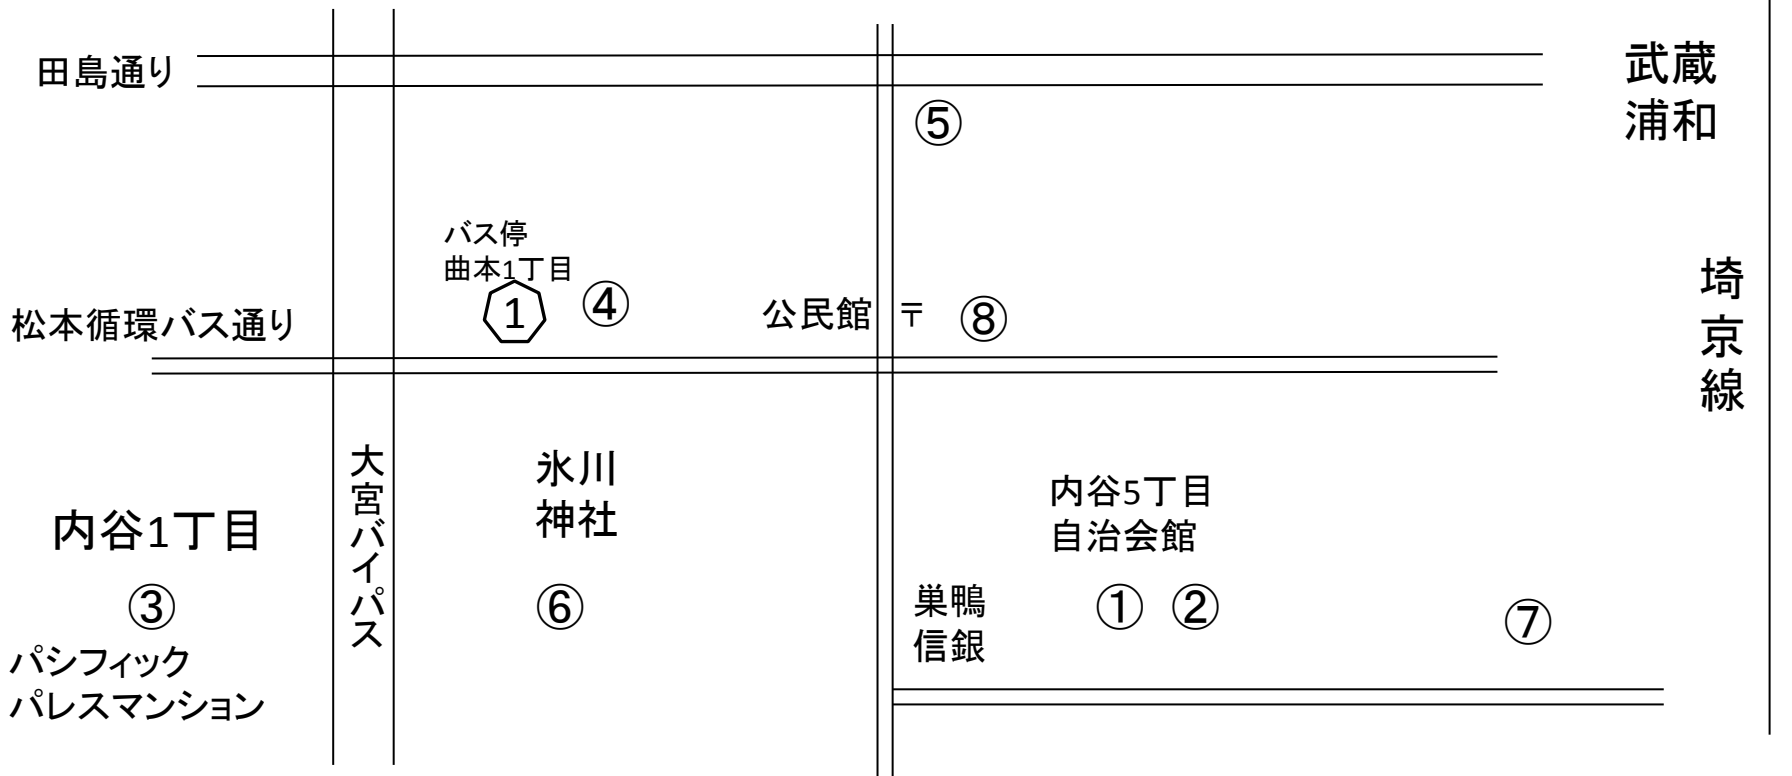 田島通り
武蔵
浦和
⑤
バス停
曲本1丁目
1
④
松本循環バス通り
公民館
〒
⑧
埼京線
大宮バイパス
氷川
神社
⑥
内谷1丁目
③
パシフィック
パレスマンション
内谷5丁目
自治会館
①
②
巣鴨
信銀
⑦